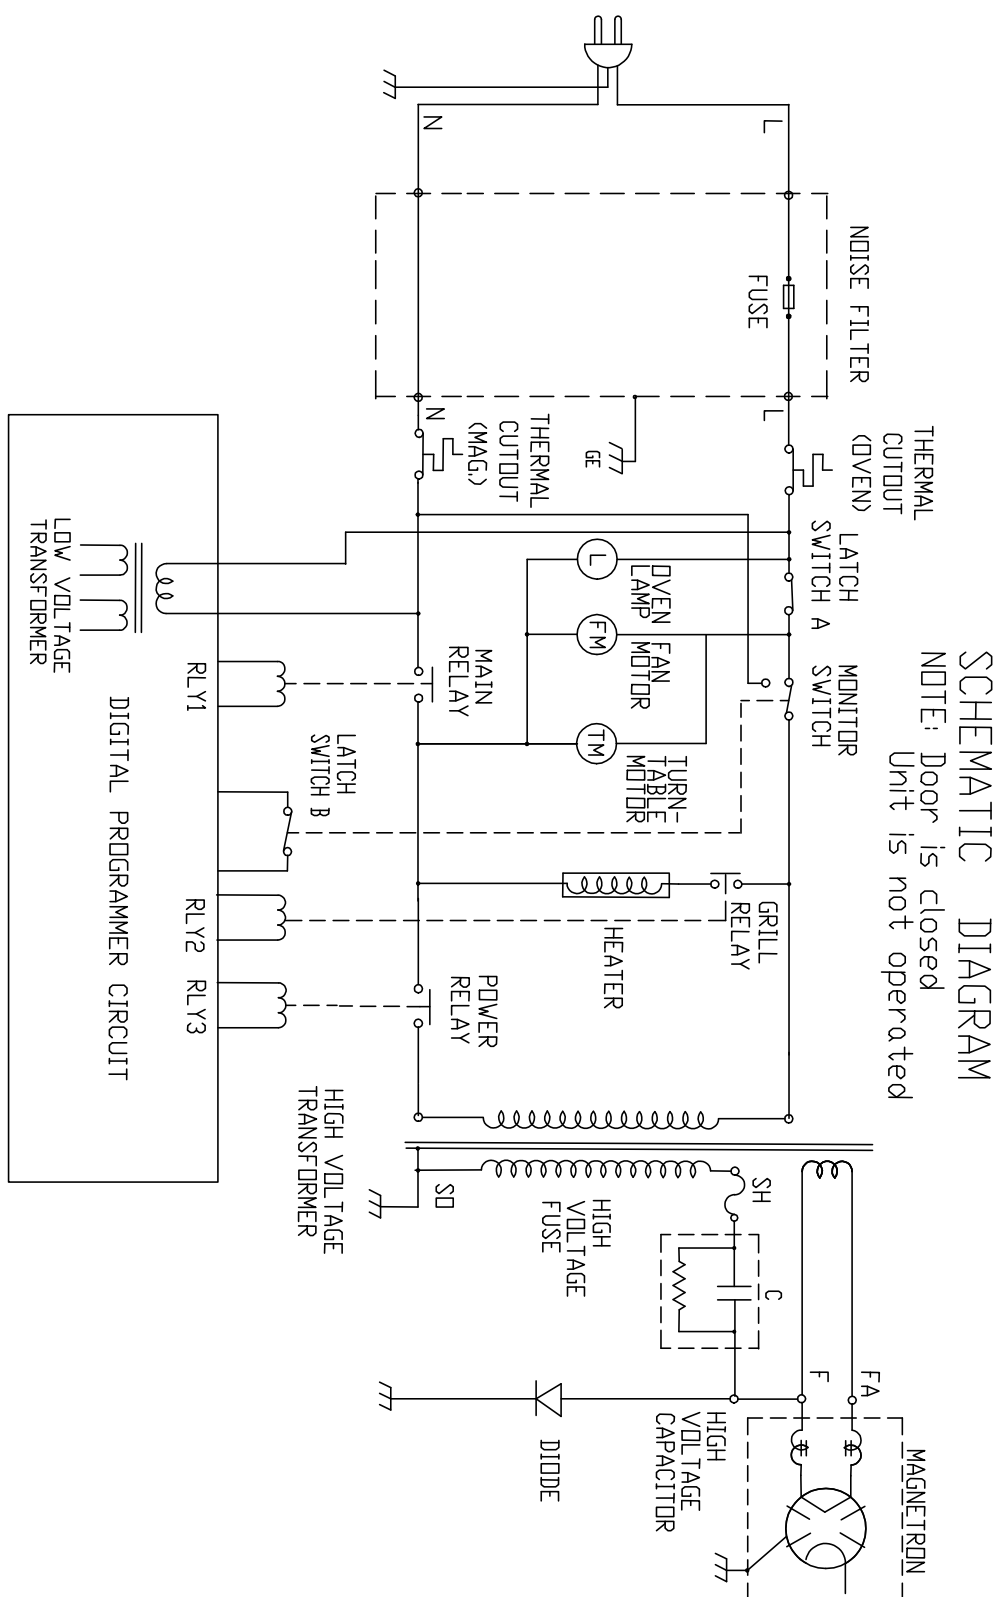 SCHEMATIC DIAGRAM
NOTE: Door is closed
Unit is not operated
NOISE FILTER
L
FUSE
N
L
N
GE
THERMAL
CUTOUT
(OVEN)
THERMAL
CUTOUT
(MAG.)
LATCH
SWITCH A
MONITOR
SWITCH
L
OVEN
LAMP
FM
FAN
MOTOR
TM
TURN-
TABLE
MOTOR
MAIN
RELAY
GRILL
RELAY
HEATER
POWER
RELAY
LOW VOLTAGE
TRANSFORMER
RLY1
LATCH
SWITCH B
RLY2
RLY3
DIGITAL PROGRAMMER CIRCUIT
HIGH VOLTAGE
TRANSFORMER
SO
SH
HIGH
VOLTAGE
FUSE
C
HIGH
VOLTAGE
CAPACITOR
DIODE
F
FA
MAGNETRON